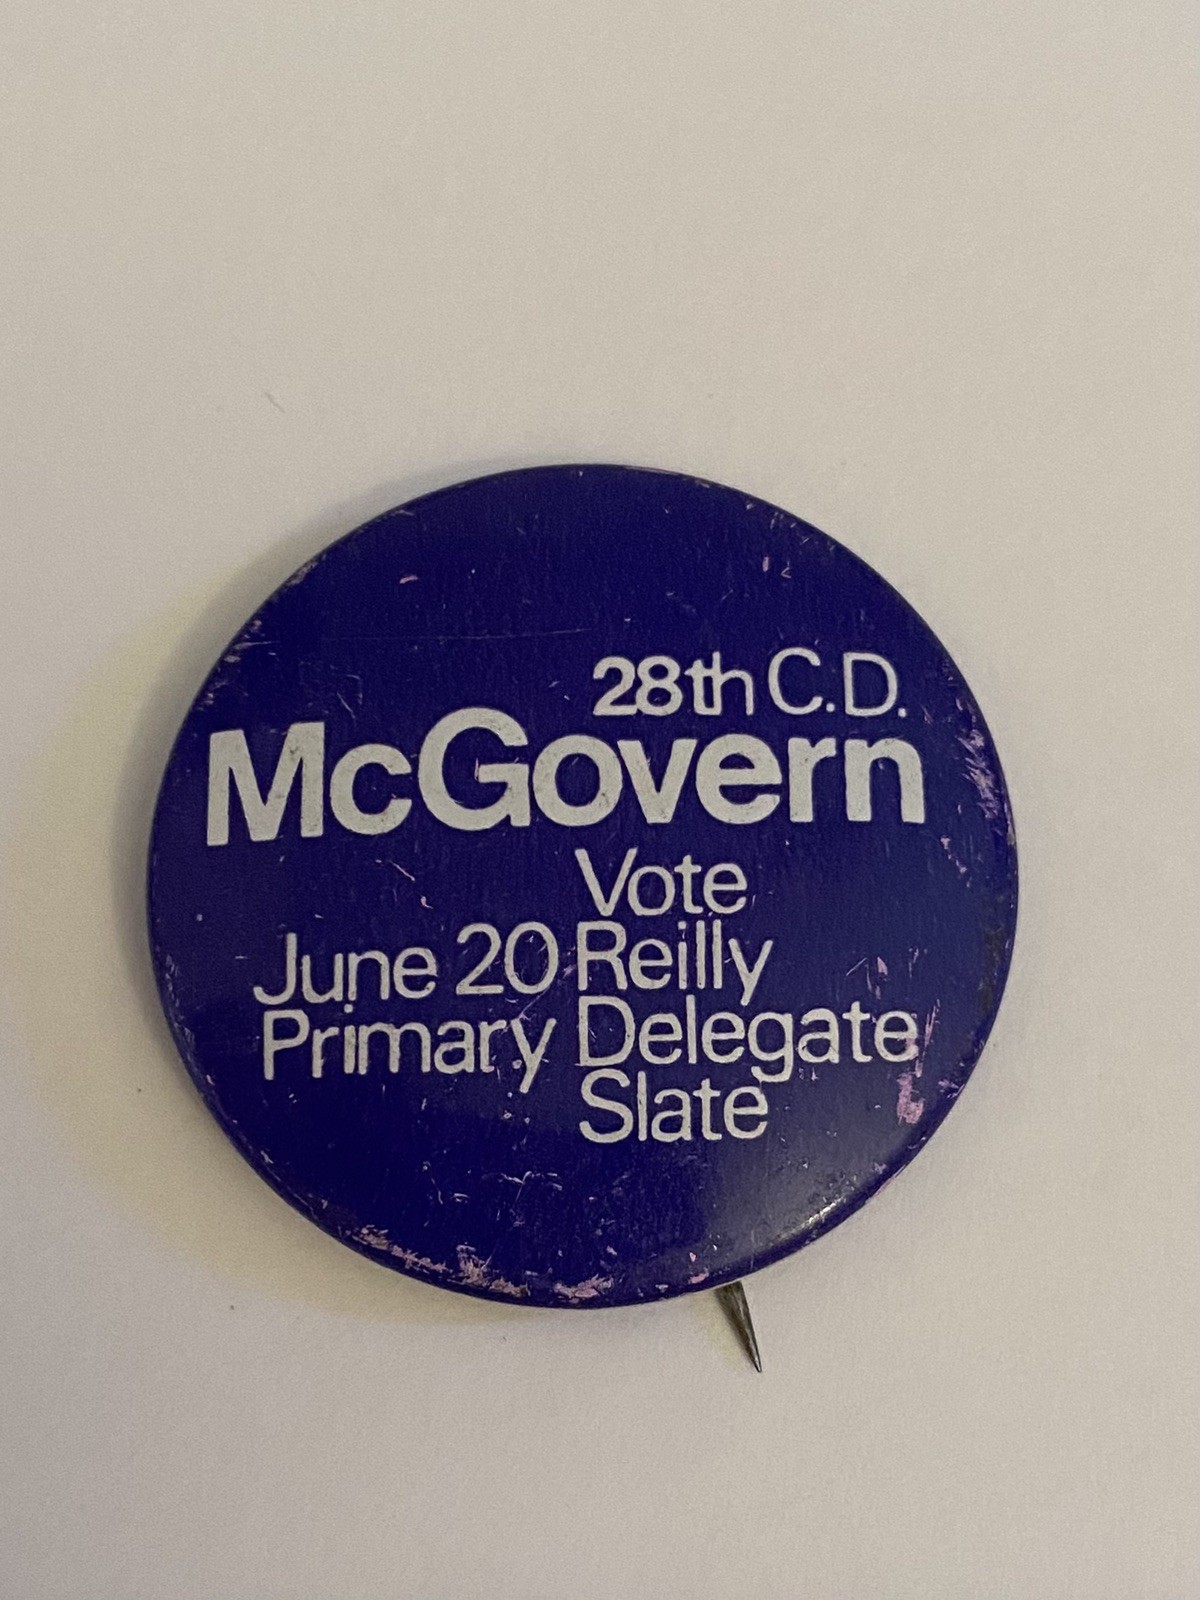 28th C.D.
McGovern
Vote
June 20 Reilly
Primary Delegate
Slate